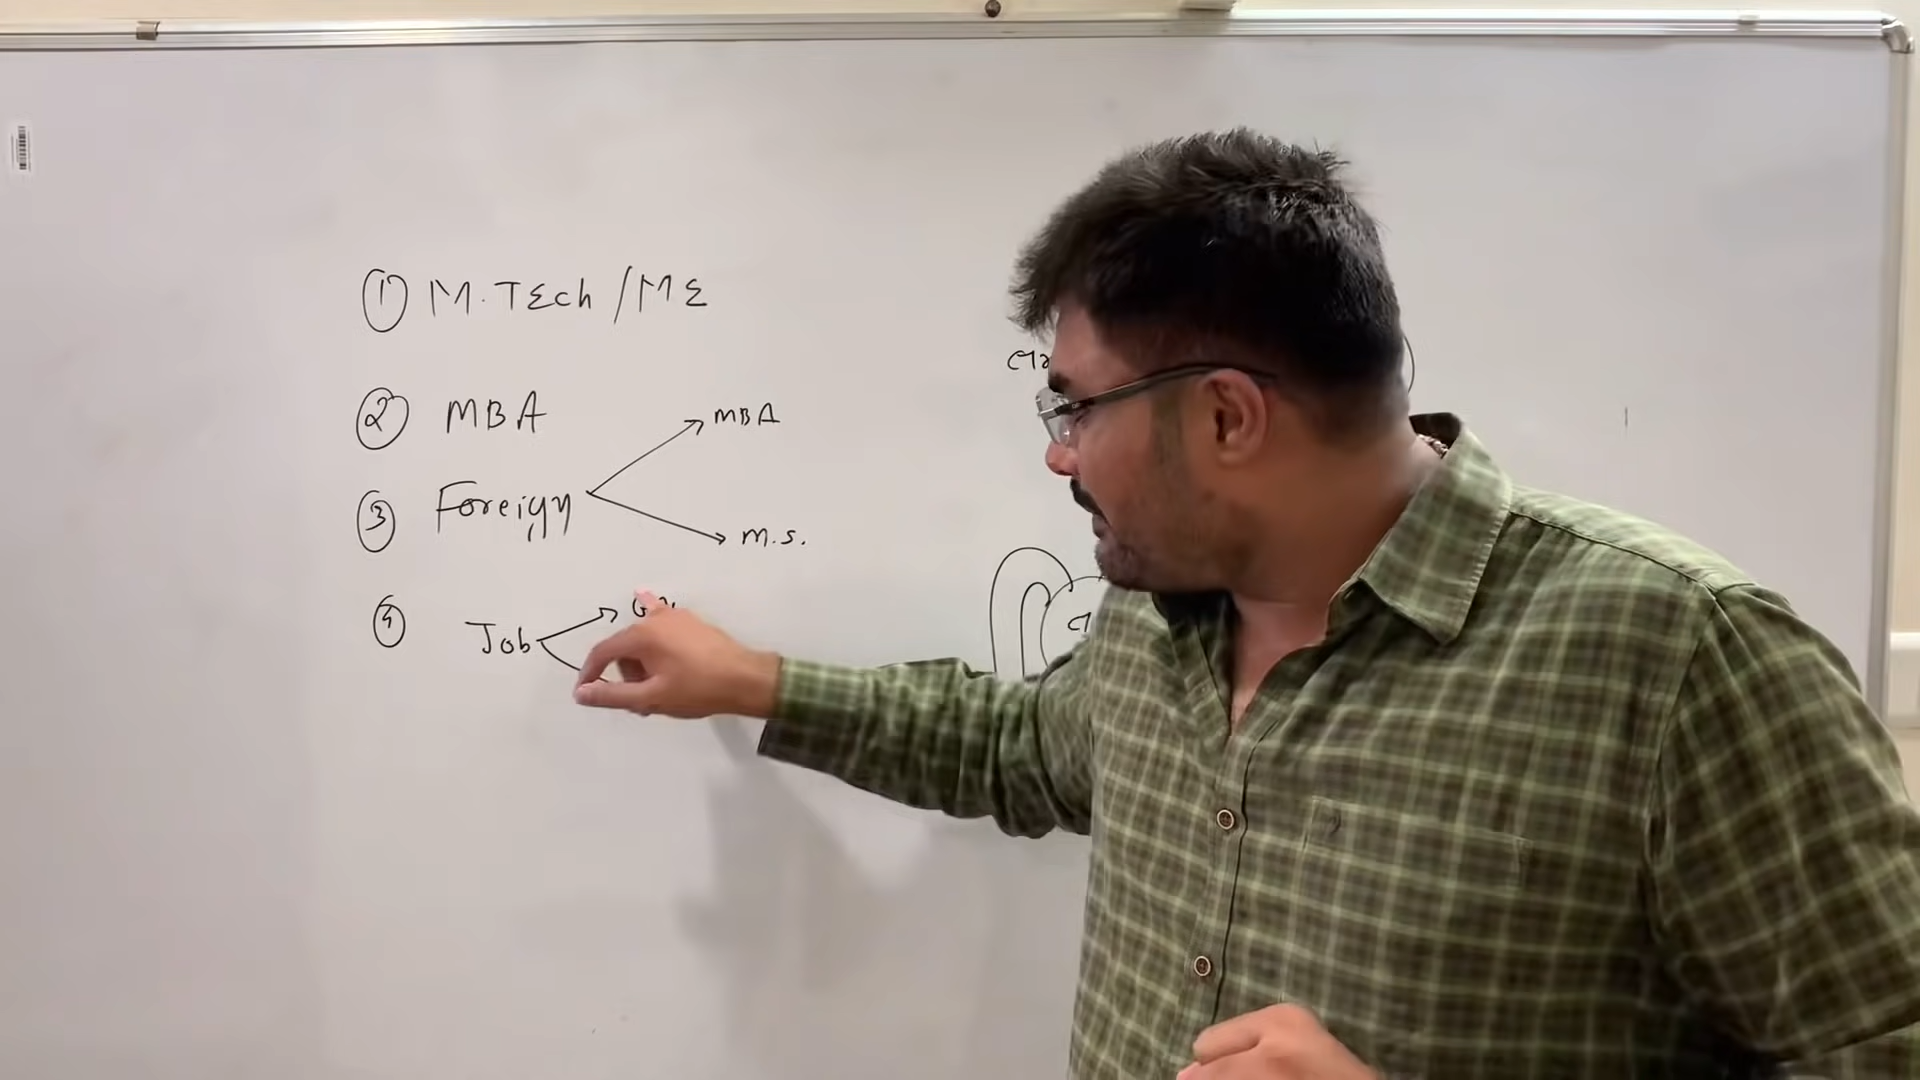 ① M.TEch / ME
② MBA
MBA
③ Foreign
M.S.
④ Job